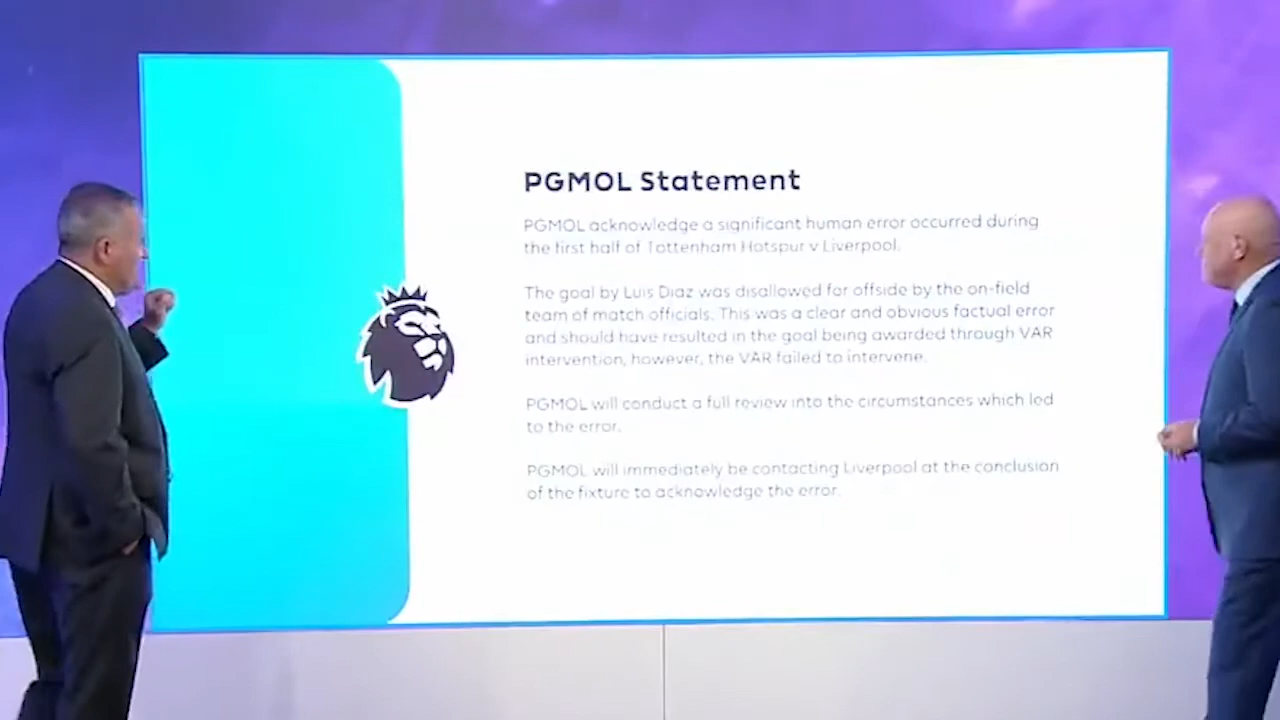 PGMOL Statement
PGMOL acknowledge a significant human error occurred during
the first half of Tottenham Hotspur v Liverpool.
The goal by Luis Diaz was disallowed for offside by the on-field
team of match officials. This was a clear and obvious factual error
and should have resulted in the goal being awarded through VAR
intervention, however, the VAR failed to intervene.
PGMOL will conduct a full review into the circumstances which led
to the error.
PGMOL will immediately be contacting Liverpool at the conclusion
of the fixture to acknowledge the error.